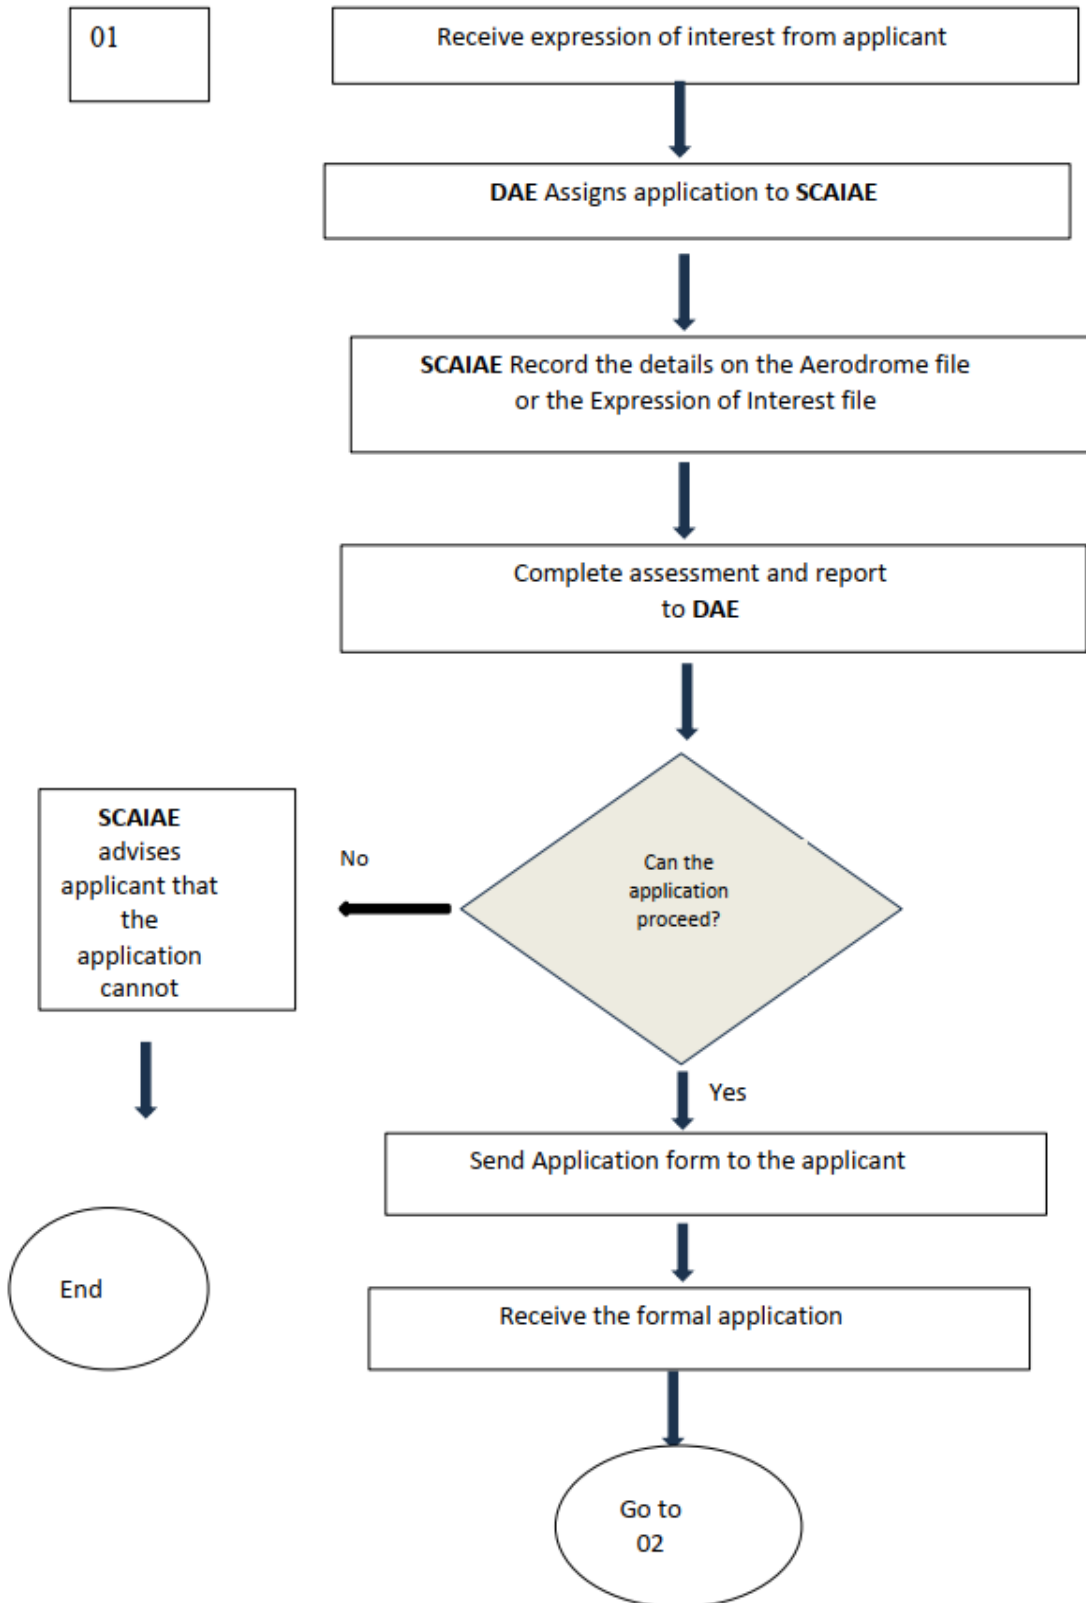 01
Receive expression of interest from applicant
DAE Assigns application to SCAIAE
SCAIAE Record the details on the Aerodrome file
or the Expression of Interest file
Complete assessment and report
to DAE
Can the
application
proceed?
No
SCAIAE
advises
applicant that
the
application
cannot
Yes
Send Application form to the applicant
End
Receive the formal application
Go to
02